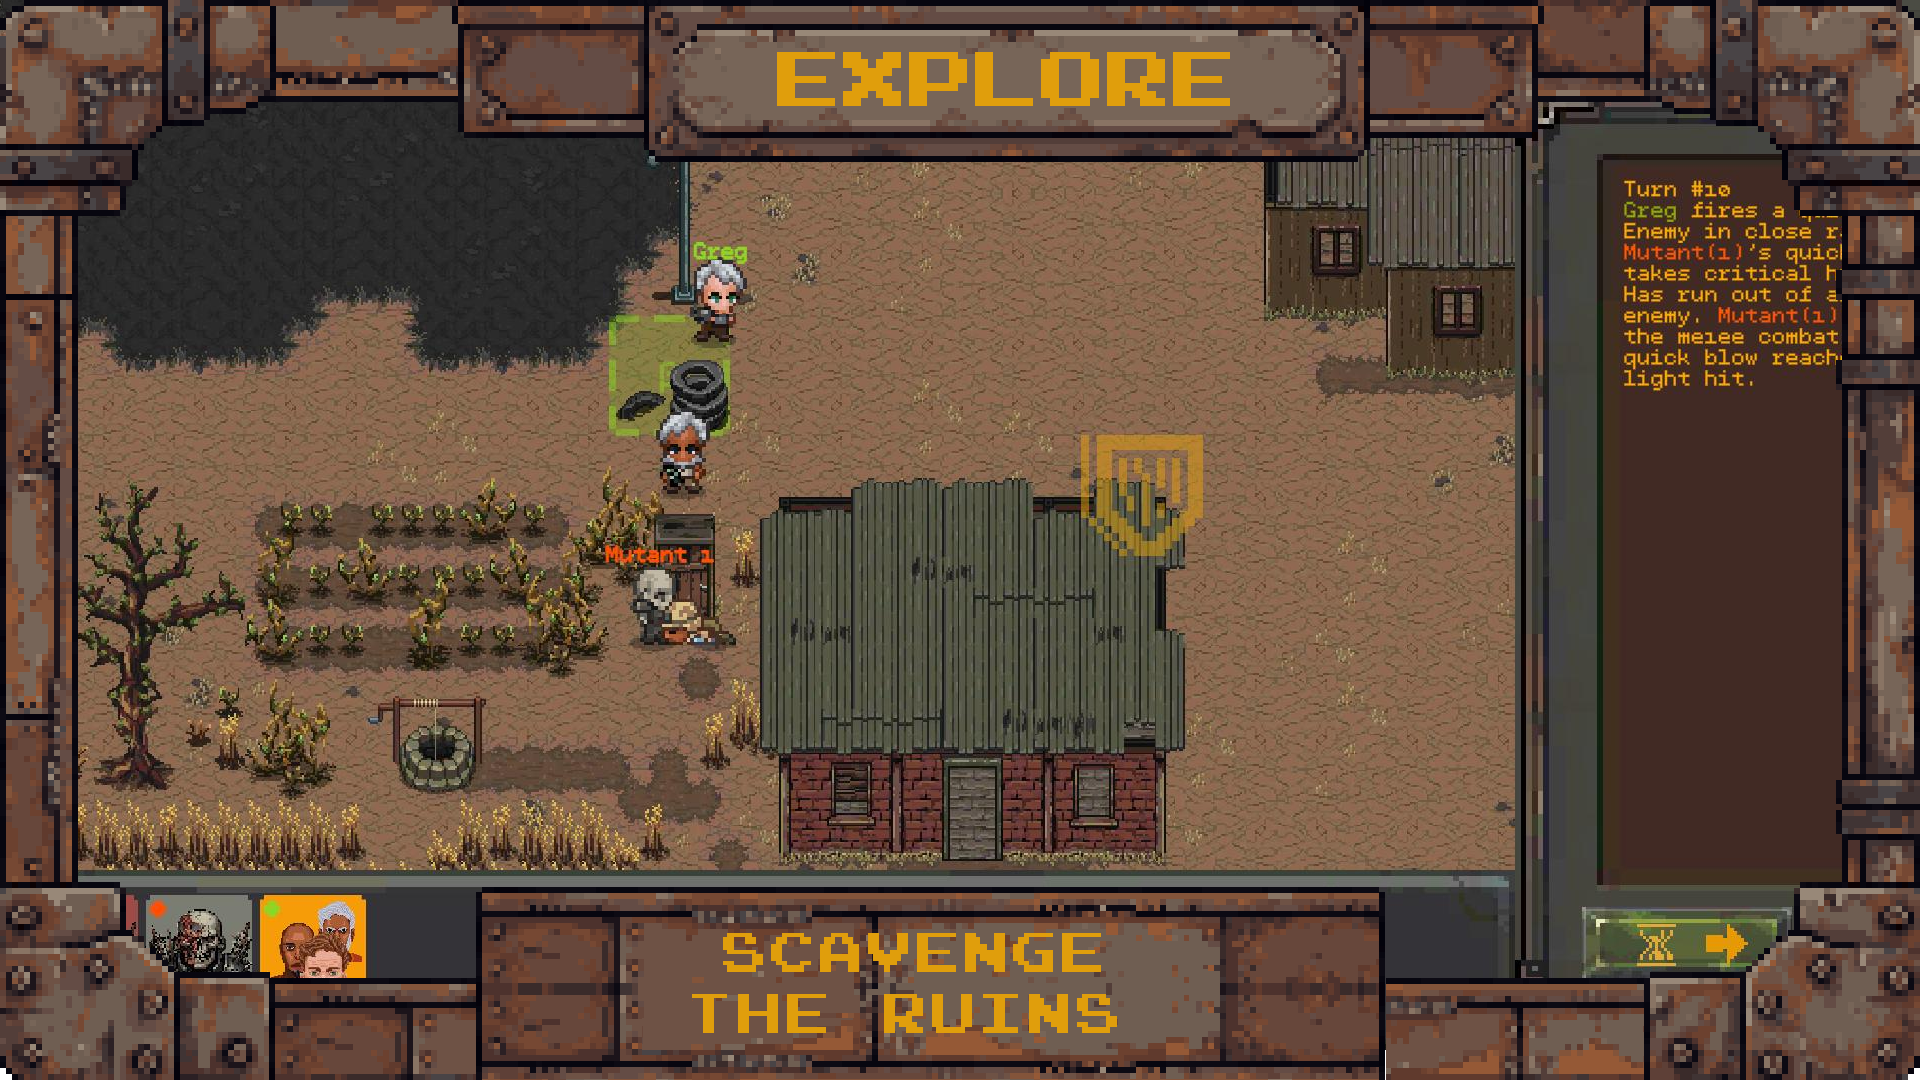 EXPLORE
Turn #10
Greg fires a
Enemy in close r
Mutant(1)'s quic
takes critical h
Has run out of a
enemy. Mutant(1)
the melee combat
quick blow reach
light hit.
Greg
Mutant 1
SCAVENGE
THE RUINS